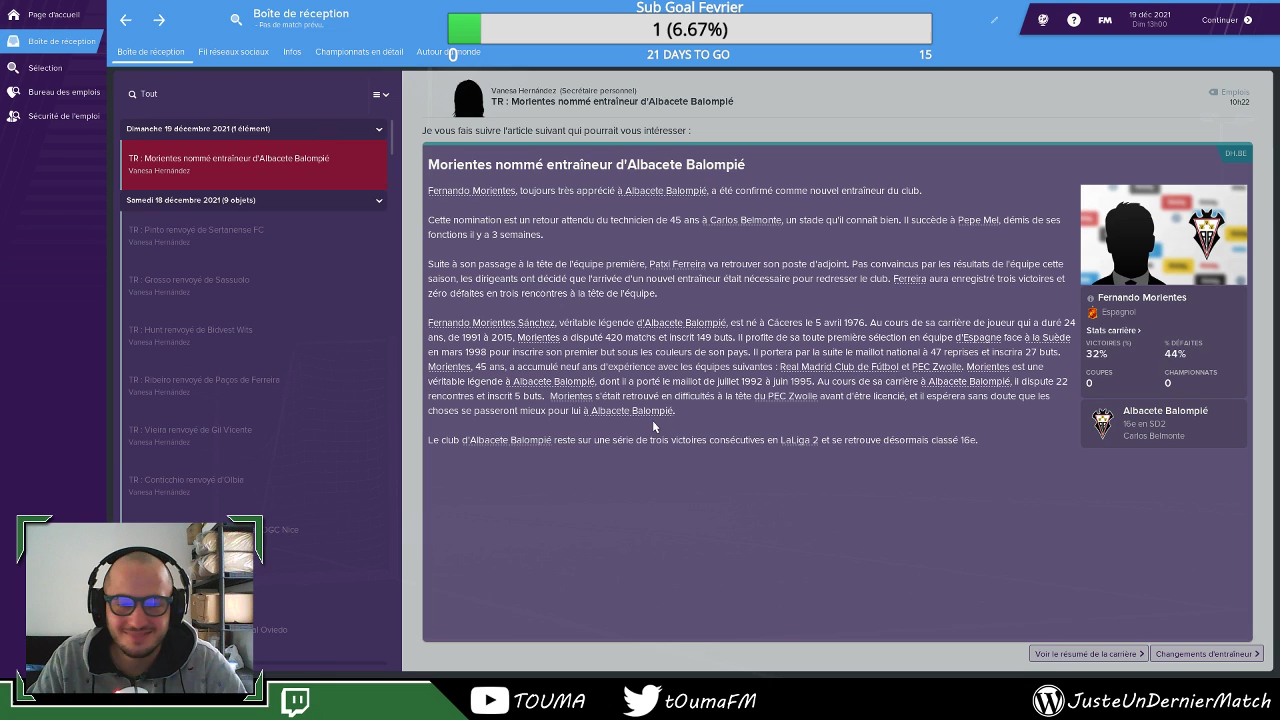 Page d'accueil
Boîte de réception
Sélection
Bureau des emplois
Sécurité de l'emploi
Boîte de réception
- Pas de match prévu.
Sub Goal Fevrier
1 (6.67%)
0
21 DAYS TO GO
15
FM
19 déc 2021
Dim 13h00
Continuer
Boîte de réception
Fil réseaux sociaux
Infos
Championnats en détail
Autour du monde
Tout
Dimanche 19 décembre 2021 (1 élément)
TR : Morientes nommé entraîneur d'Albacete Balompié
Vanesa Hernández
Samedi 18 décembre 2021 (9 objets)
TR : Pinto renvoyé de Sertanense FC
Vanesa Hernández
TR : Grosso renvoyé de Sassuolo
Vanesa Hernández
TR : Hunt renvoyé de Bidvest Wits
Vanesa Hernández
TR : Ribeiro renvoyé de Paços de Ferreira
Vanesa Hernández
TR : Vieira renvoyé de Gil Vicente
Vanesa Hernández
TR : Conticchio renvoyé d'Olbia
Vanesa Hernández
OGC Nice
Oviedo
Vanesa Hernández (Secrétaire personnel)
TR : Morientes nommé entraîneur d'Albacete Balompié
Emplois
10h22
Je vous fais suivre l'article suivant qui pourrait vous intéresser :
DH.BE
Morientes nommé entraîneur d'Albacete Balompié
Fernando Morientes, toujours très apprécié à Albacete Balompié, a été confirmé comme nouvel entraîneur du club.
Cette nomination est un retour attendu du technicien de 45 ans à Carlos Belmonte, un stade qu'il connaît bien. Il succède à Pepe Mel, démis de ses
fonctions il y a 3 semaines.
Suite à son passage à la tête de l'équipe première, Patxi Ferreira va retrouver son poste d'adjoint. Pas convaincus par les résultats de l'équipe cette
saison, les dirigeants ont décidé que l'arrivée d'un nouvel entraîneur était nécessaire pour redresser le club. Ferreira aura enregistré trois victoires et
zéro défaites en trois rencontres à la tête de l'équipe.
Fernando Morientes Sánchez, véritable légende d'Albacete Balompié, est né à Cáceres le 5 avril 1976. Au cours de sa carrière de joueur qui a duré 24
ans, de 1991 à 2015, Morientes a disputé 420 matchs et inscrit 149 buts. Il profite de sa toute première sélection en équipe d'Espagne face à la Suède
en mars 1998 pour inscrire son premier but sous les couleurs de son pays. Il portera par la suite le maillot national à 47 reprises et inscrira 27 buts.
Morientes, 45 ans, a accumulé neuf ans d'expérience avec les équipes suivantes : Real Madrid Club de Fútbol et PEC Zwolle. Morientes est une
véritable légende à Albacete Balompié, dont il a porté le maillot de juillet 1992 à juin 1995. Au cours de sa carrière à Albacete Balompié, il dispute 22
rencontres et inscrit 5 buts. Morientes s'était retrouvé en difficultés à la tête du PEC Zwolle avant d'être licencié, et il espérera sans doute que les
choses se passeront mieux pour lui à Albacete Balompié.
Le club d'Albacete Balompié reste sur une série de trois victoires consécutives en LaLiga 2 et se retrouve désormais classé 16e.
Fernando Morientes
Espagnol
Stats carrière
VICTOIRES (%)
% DÉFAITES
32%
44%
COUPES
CHAMPIONNATS
0
0
Albacete Balompié
16e en SD2
Carlos Belmonte
Voir le résumé de la carrière
Changements d'entraîneur
TOUMA
tOumaFM
JusteUnDernierMatch